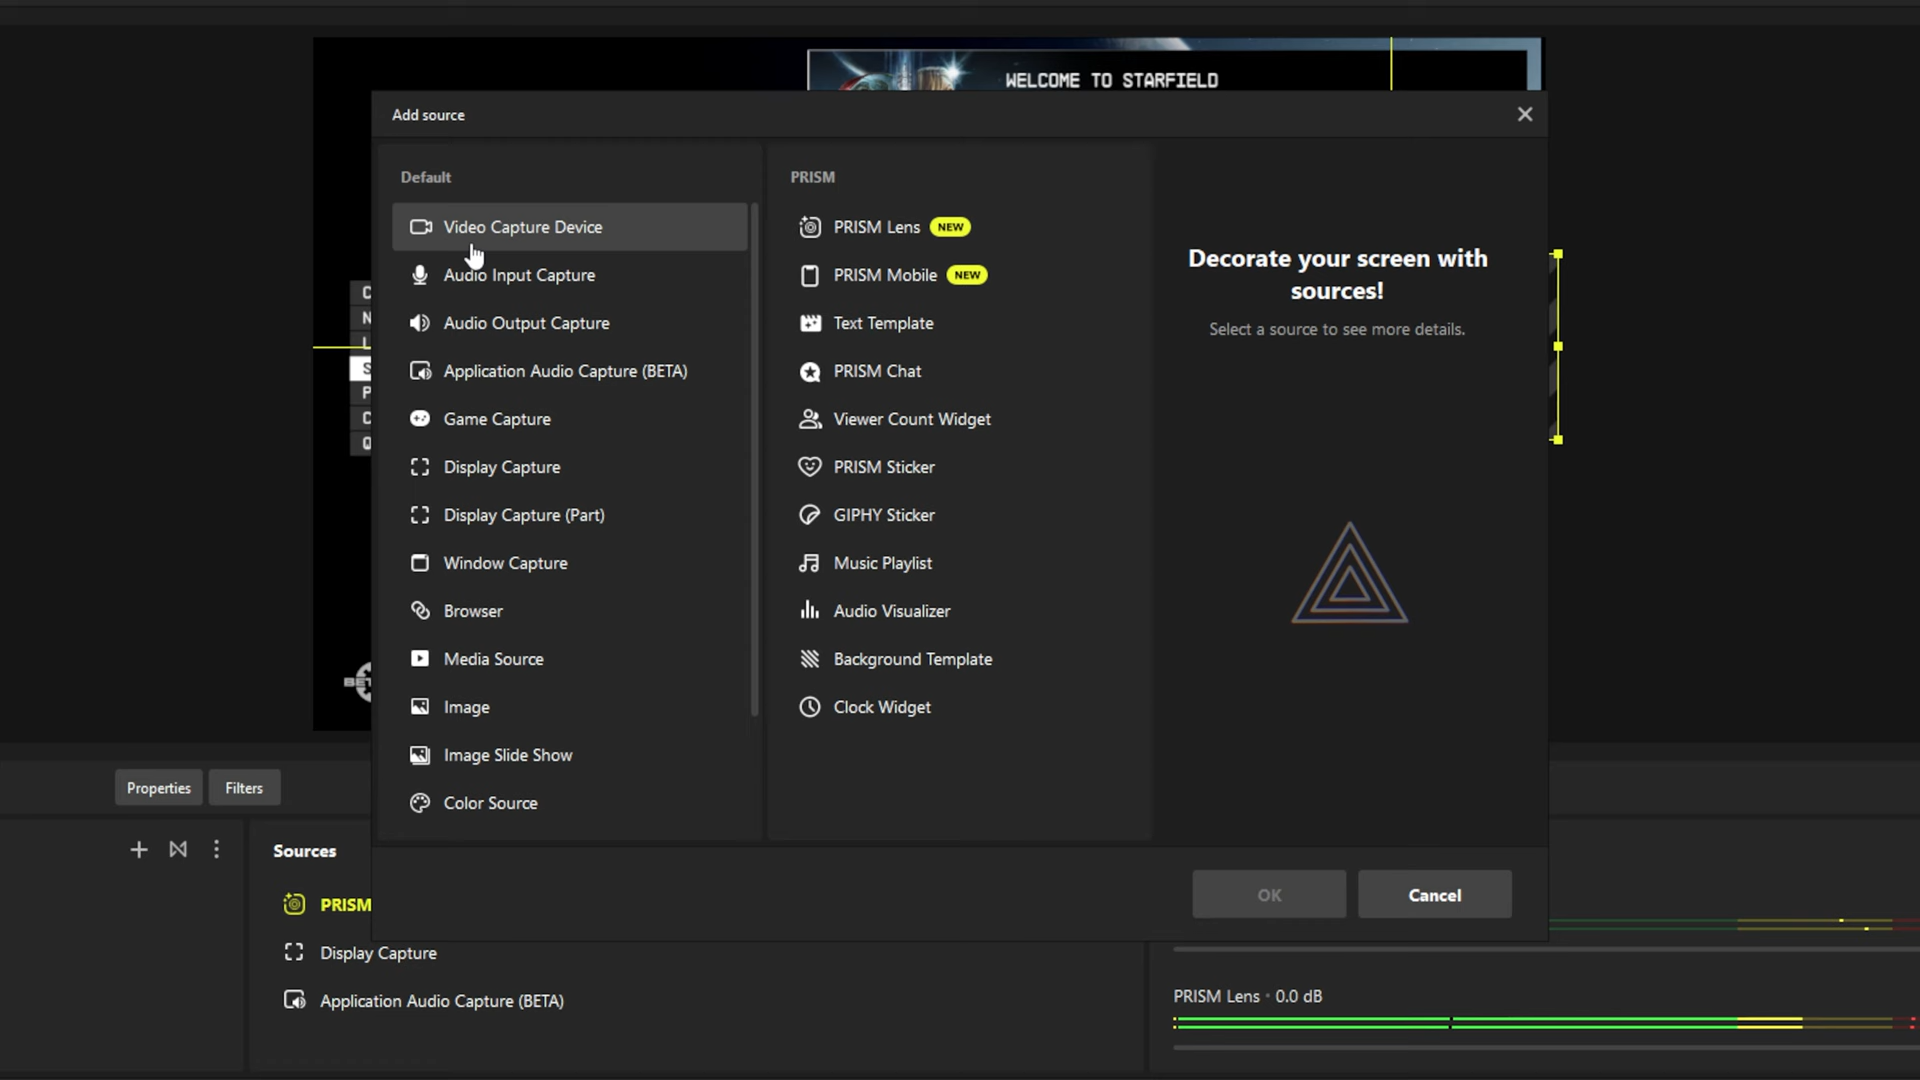 WELCOME TO STARFIELD
Add source
Default
Video Capture Device
Audio Input Capture
Audio Output Capture
Application Audio Capture (BETA)
Game Capture
Display Capture
Display Capture (Part)
Window Capture
Browser
Media Source
Image
Image Slide Show
Color Source
PRISM
PRISM Lens NEW
PRISM Mobile NEW
Text Template
PRISM Chat
Viewer Count Widget
PRISM Sticker
GIPHY Sticker
Music Playlist
Audio Visualizer
Background Template
Clock Widget
Decorate your screen with
sources!
Select a source to see more details.
OK
Cancel
Properties
Filters
Sources
PRISM
Display Capture
Application Audio Capture (BETA)
PRISM Lens · 0.0 dB